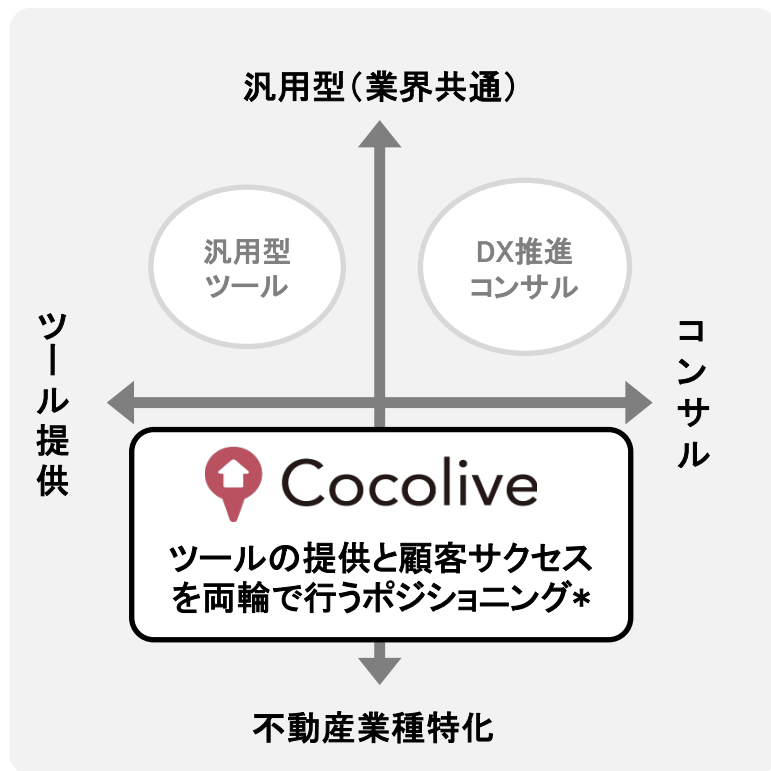 汎用型（業界共通）
汎用型
ツール
DX推進
コンサル
ツール提供
コンサル
Cocolive
ツールの提供と顧客サクセス
を両輪で行うポジショニング*
不動産業種特化